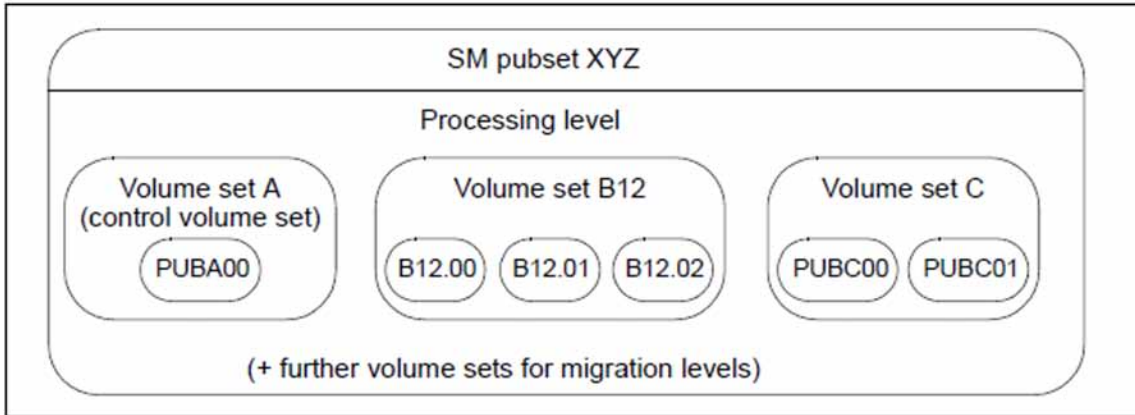 SM pubset XYZ
Processing level
Volume set A
(control volume set)
PUBA00
Volume set B12
B12.00 B12.01 B12.02
Volume set C
PUBC00 PUBC01
(+ further volume sets for migration levels)